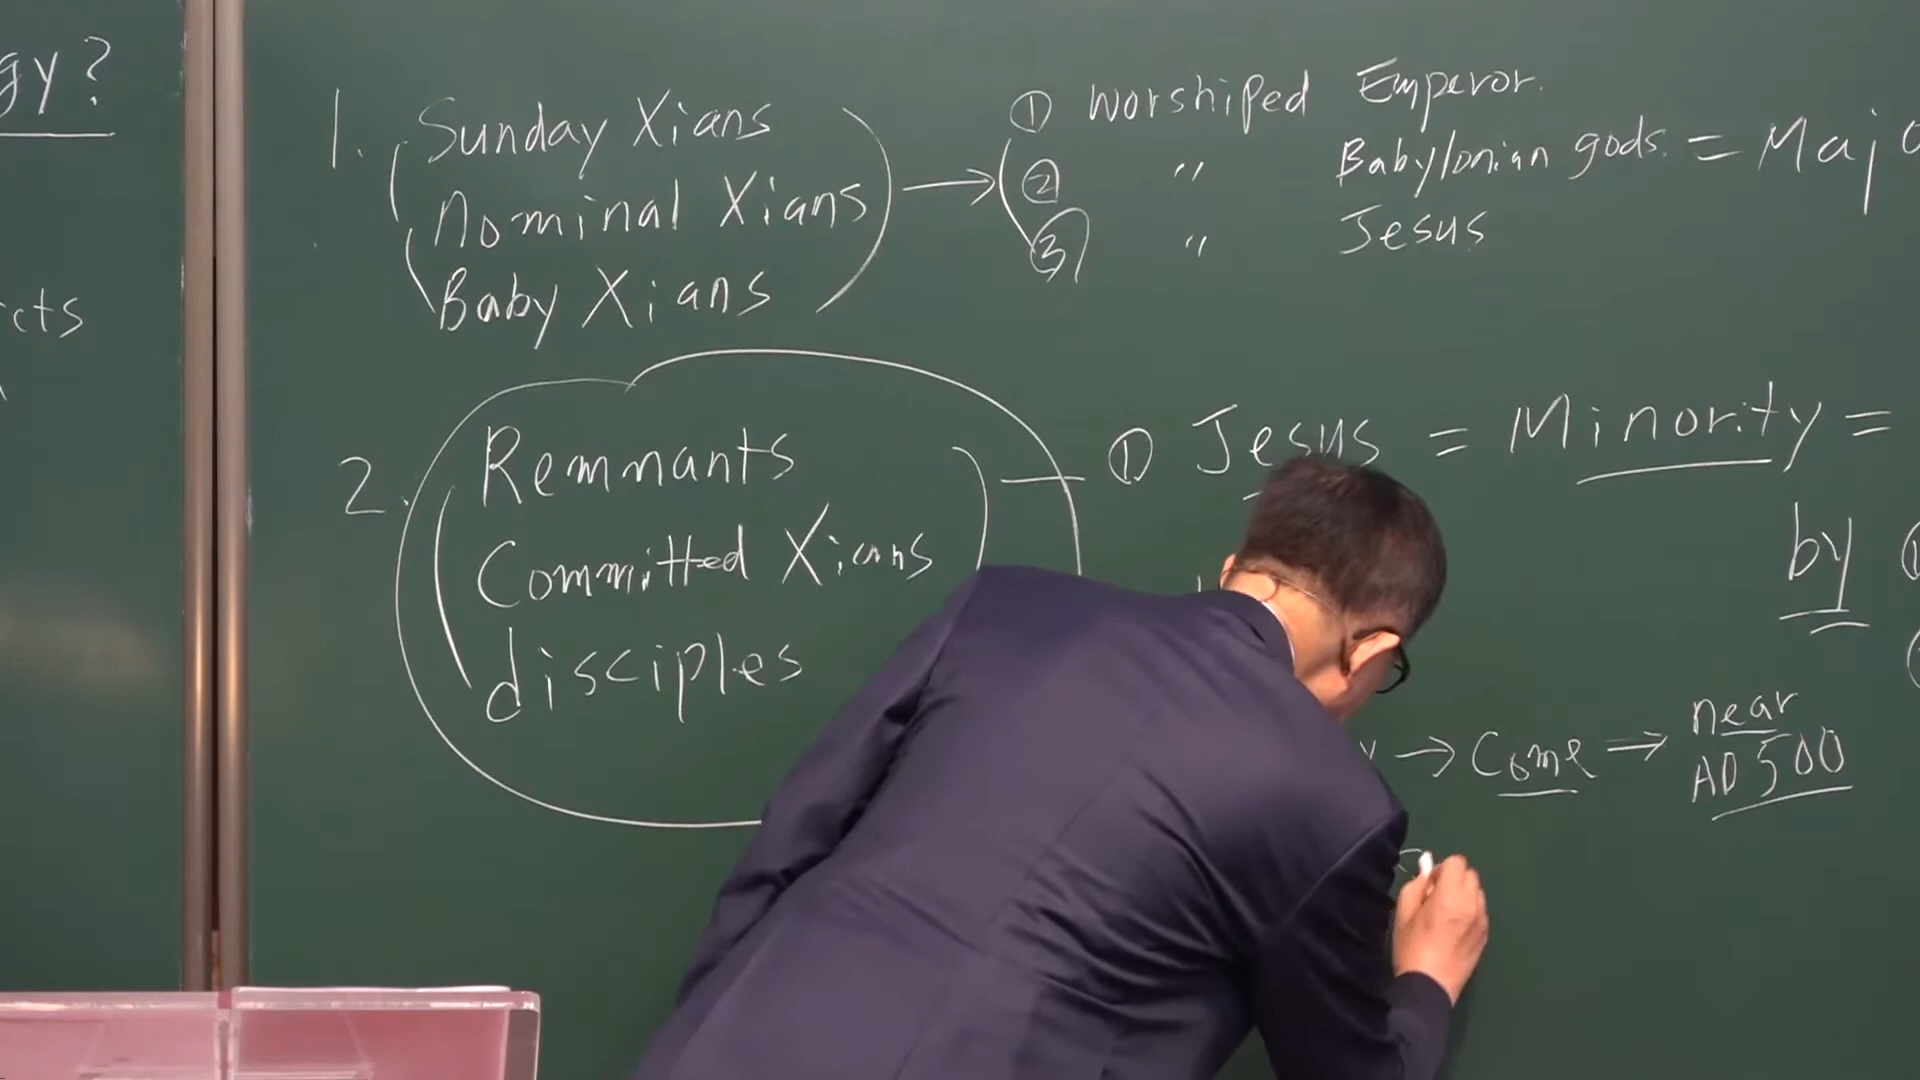 gy?
cts
1. Sunday Xians
Nominal Xians
Baby Xians
① worshiped Emperor.
② " Babylonian gods. = Majo
③ " Jesus
2. Remnants
Committed Xians
disciples
① Jesus = Minority =
by
→ Come → near
AD 500